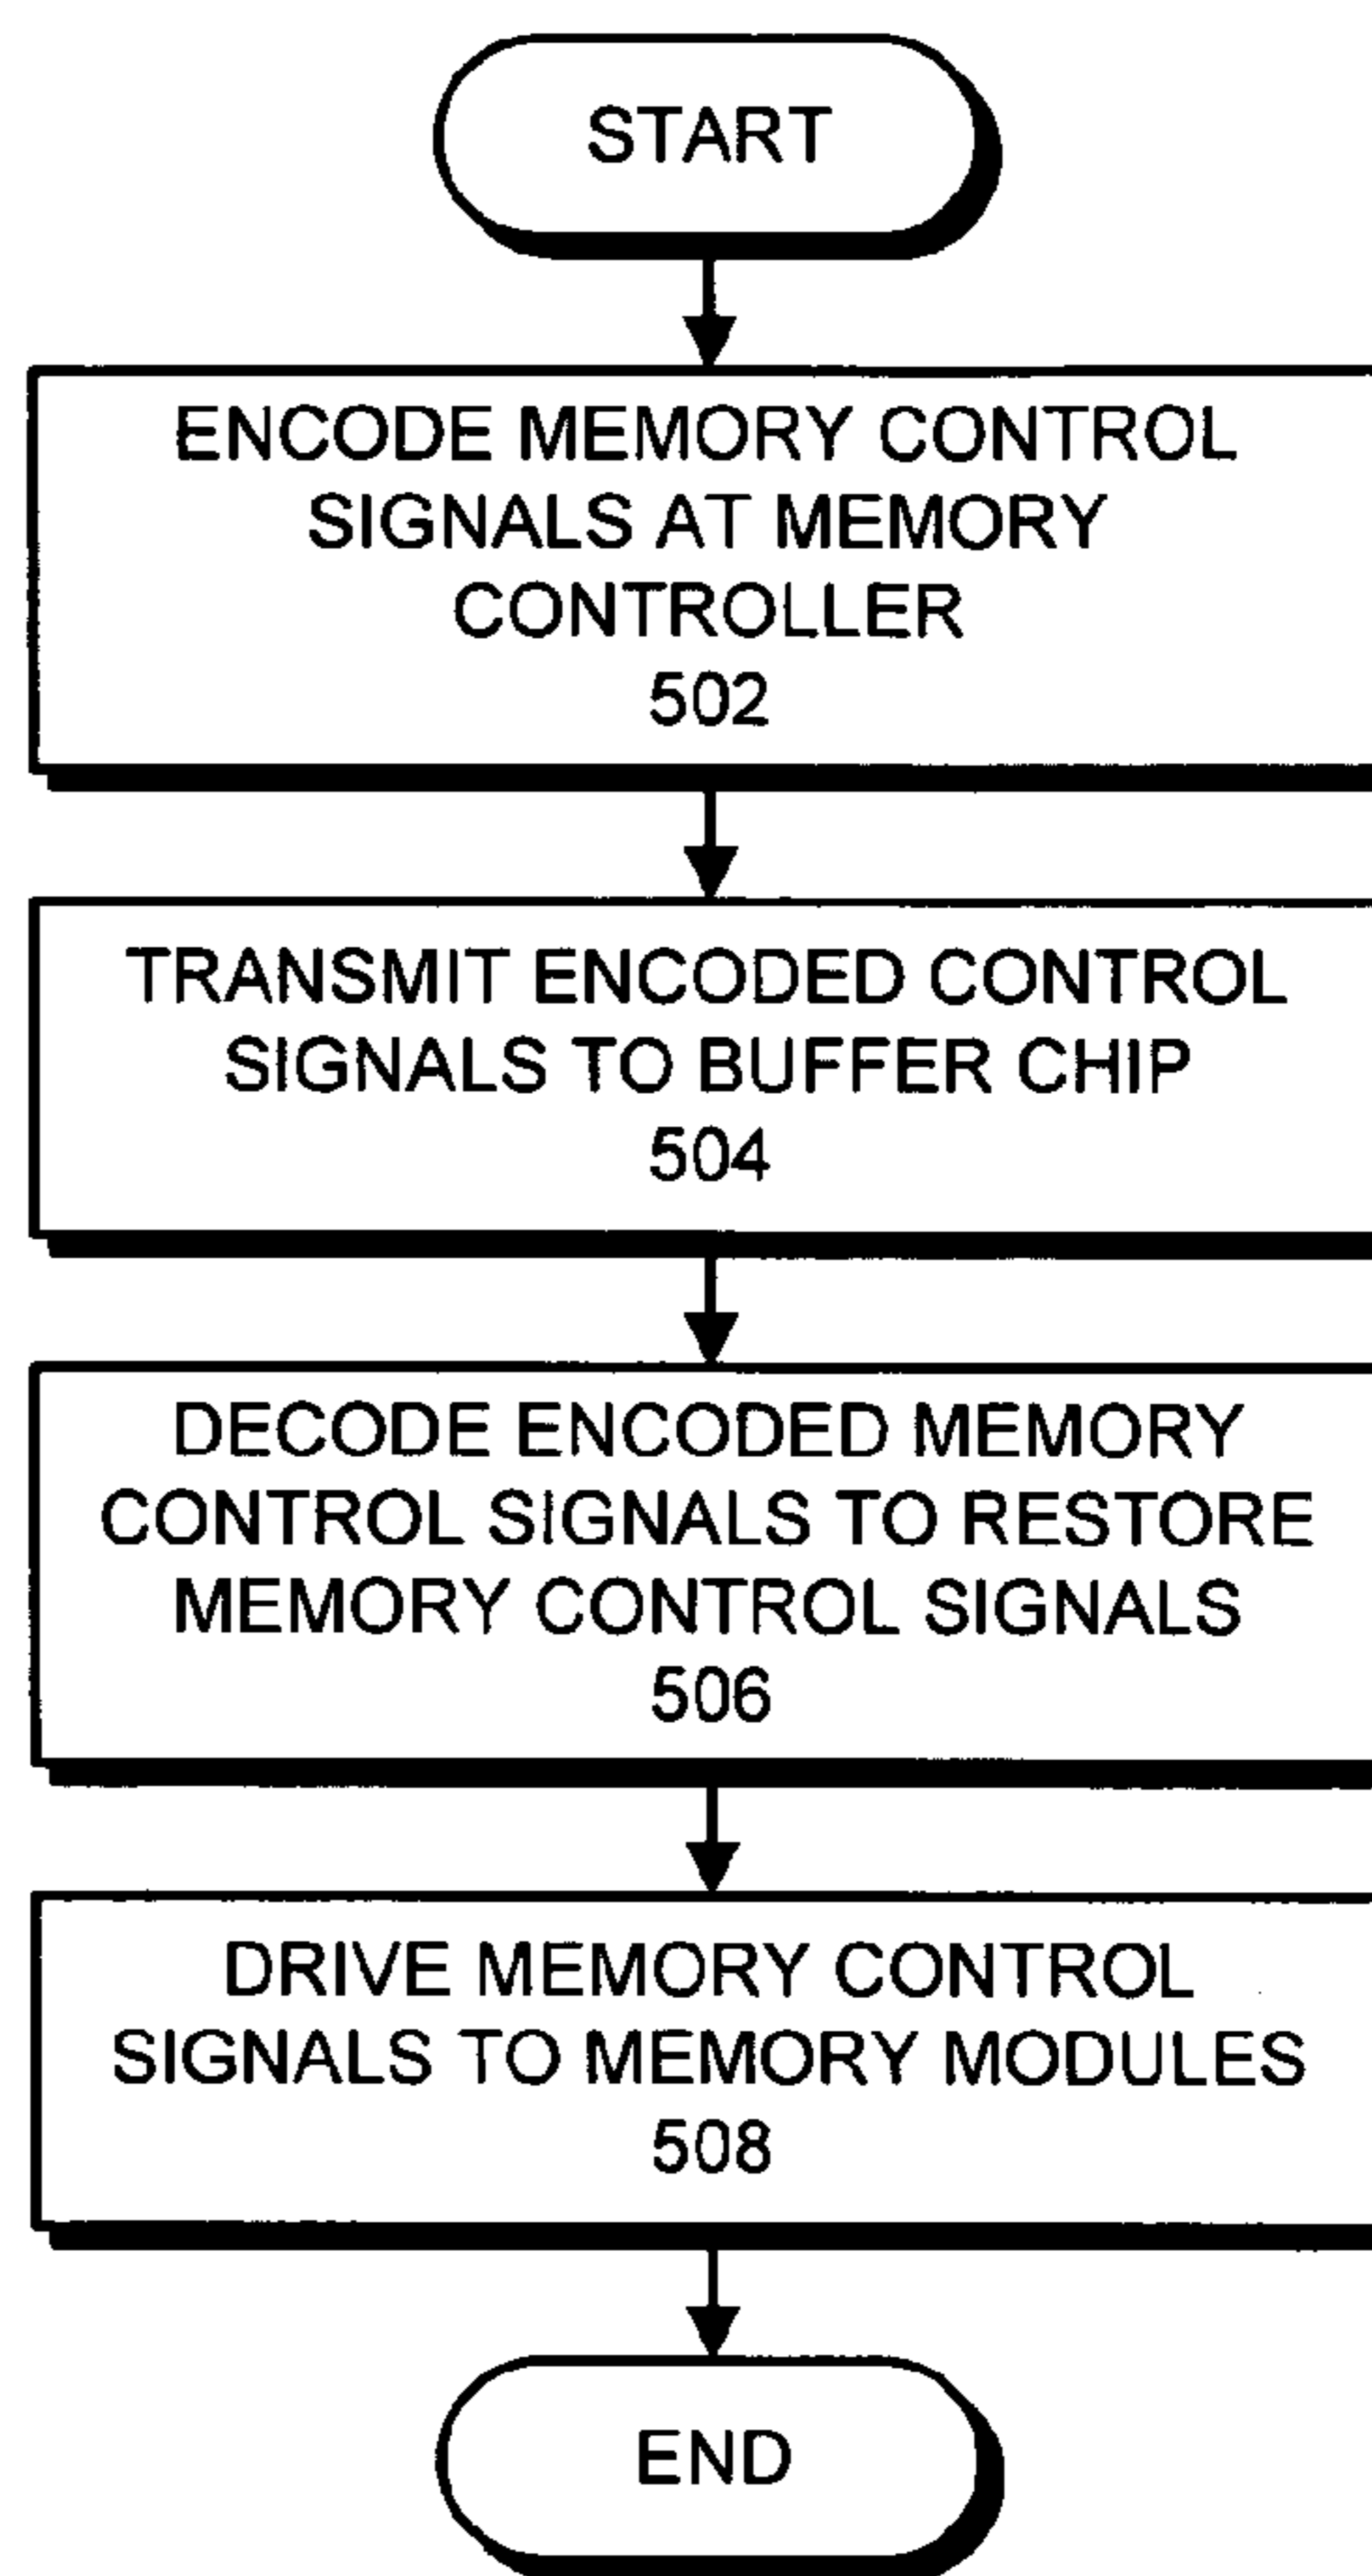 START
ENCODE MEMORY CONTROL
SIGNALS AT MEMORY
CONTROLLER
502
TRANSMIT ENCODED CONTROL
SIGNALS TO BUFFER CHIP
504
DECODE ENCODED MEMORY
CONTROL SIGNALS TO RESTORE
MEMORY CONTROL SIGNALS
506
DRIVE MEMORY CONTROL
SIGNALS TO MEMORY MODULES
508
END